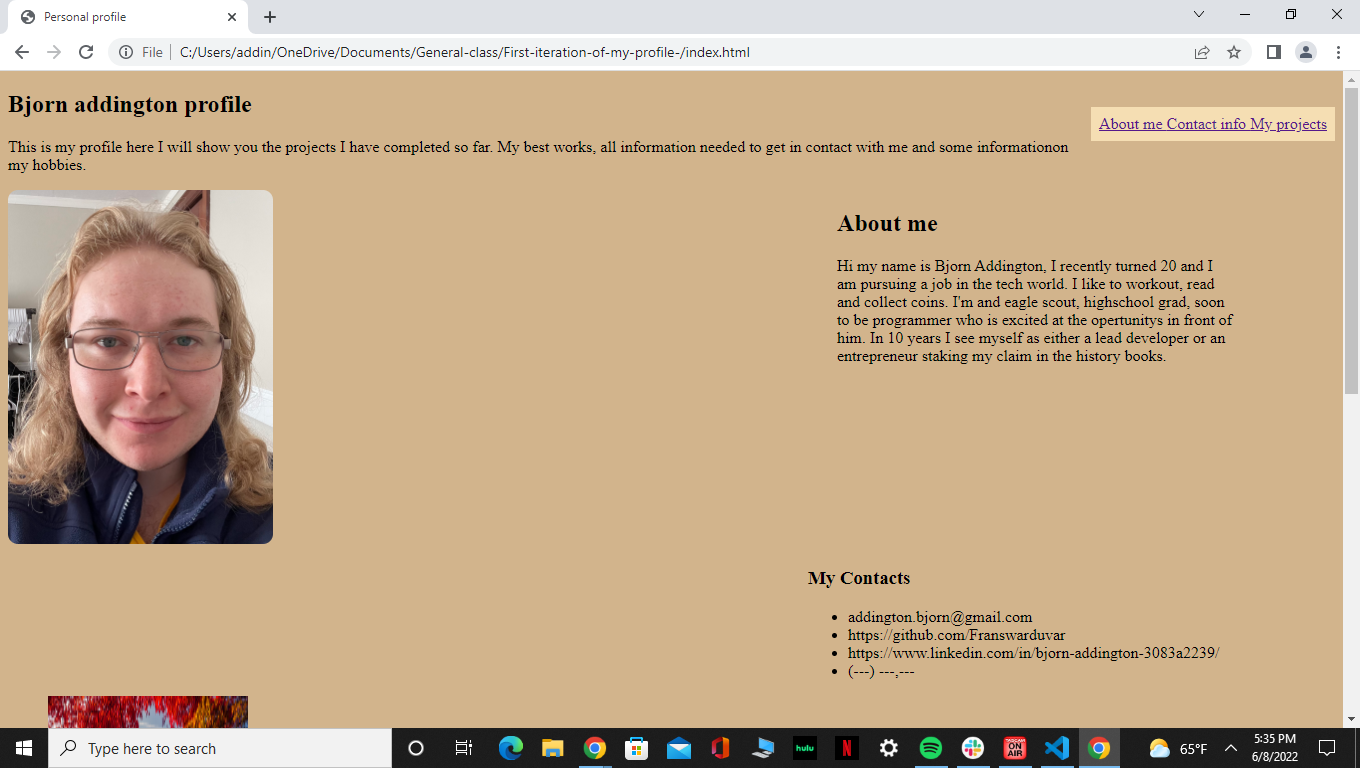 Personal profile
File
C:/Users/addin/OneDrive/Documents/General-class/First-iteration-of-my-profile-/index.html
Bjorn addington profile
About me Contact info My projects
This is my profile here I will show you the projects I have completed so far. My best works, all information needed to get in contact with me and some informationon
my hobbies.
About me
Hi my name is Bjorn Addington, I recently turned 20 and I
am pursuing a job in the tech world. I like to workout, read
and collect coins. I'm and eagle scout, highschool grad, soon
to be programmer who is excited at the opertunitys in front of
him. In 10 years I see myself as either a lead developer or an
entrepreneur staking my claim in the history books.
My Contacts
addington.bjorn@gmail.com
https://github.com/Franswarduvar
https://www.linkedin.com/in/bjorn-addington-3083a2239/
(---) ---,---
Type here to search
hulu
N
TASCAM
ON
AIR
65°F
5:35 PM
6/8/2022